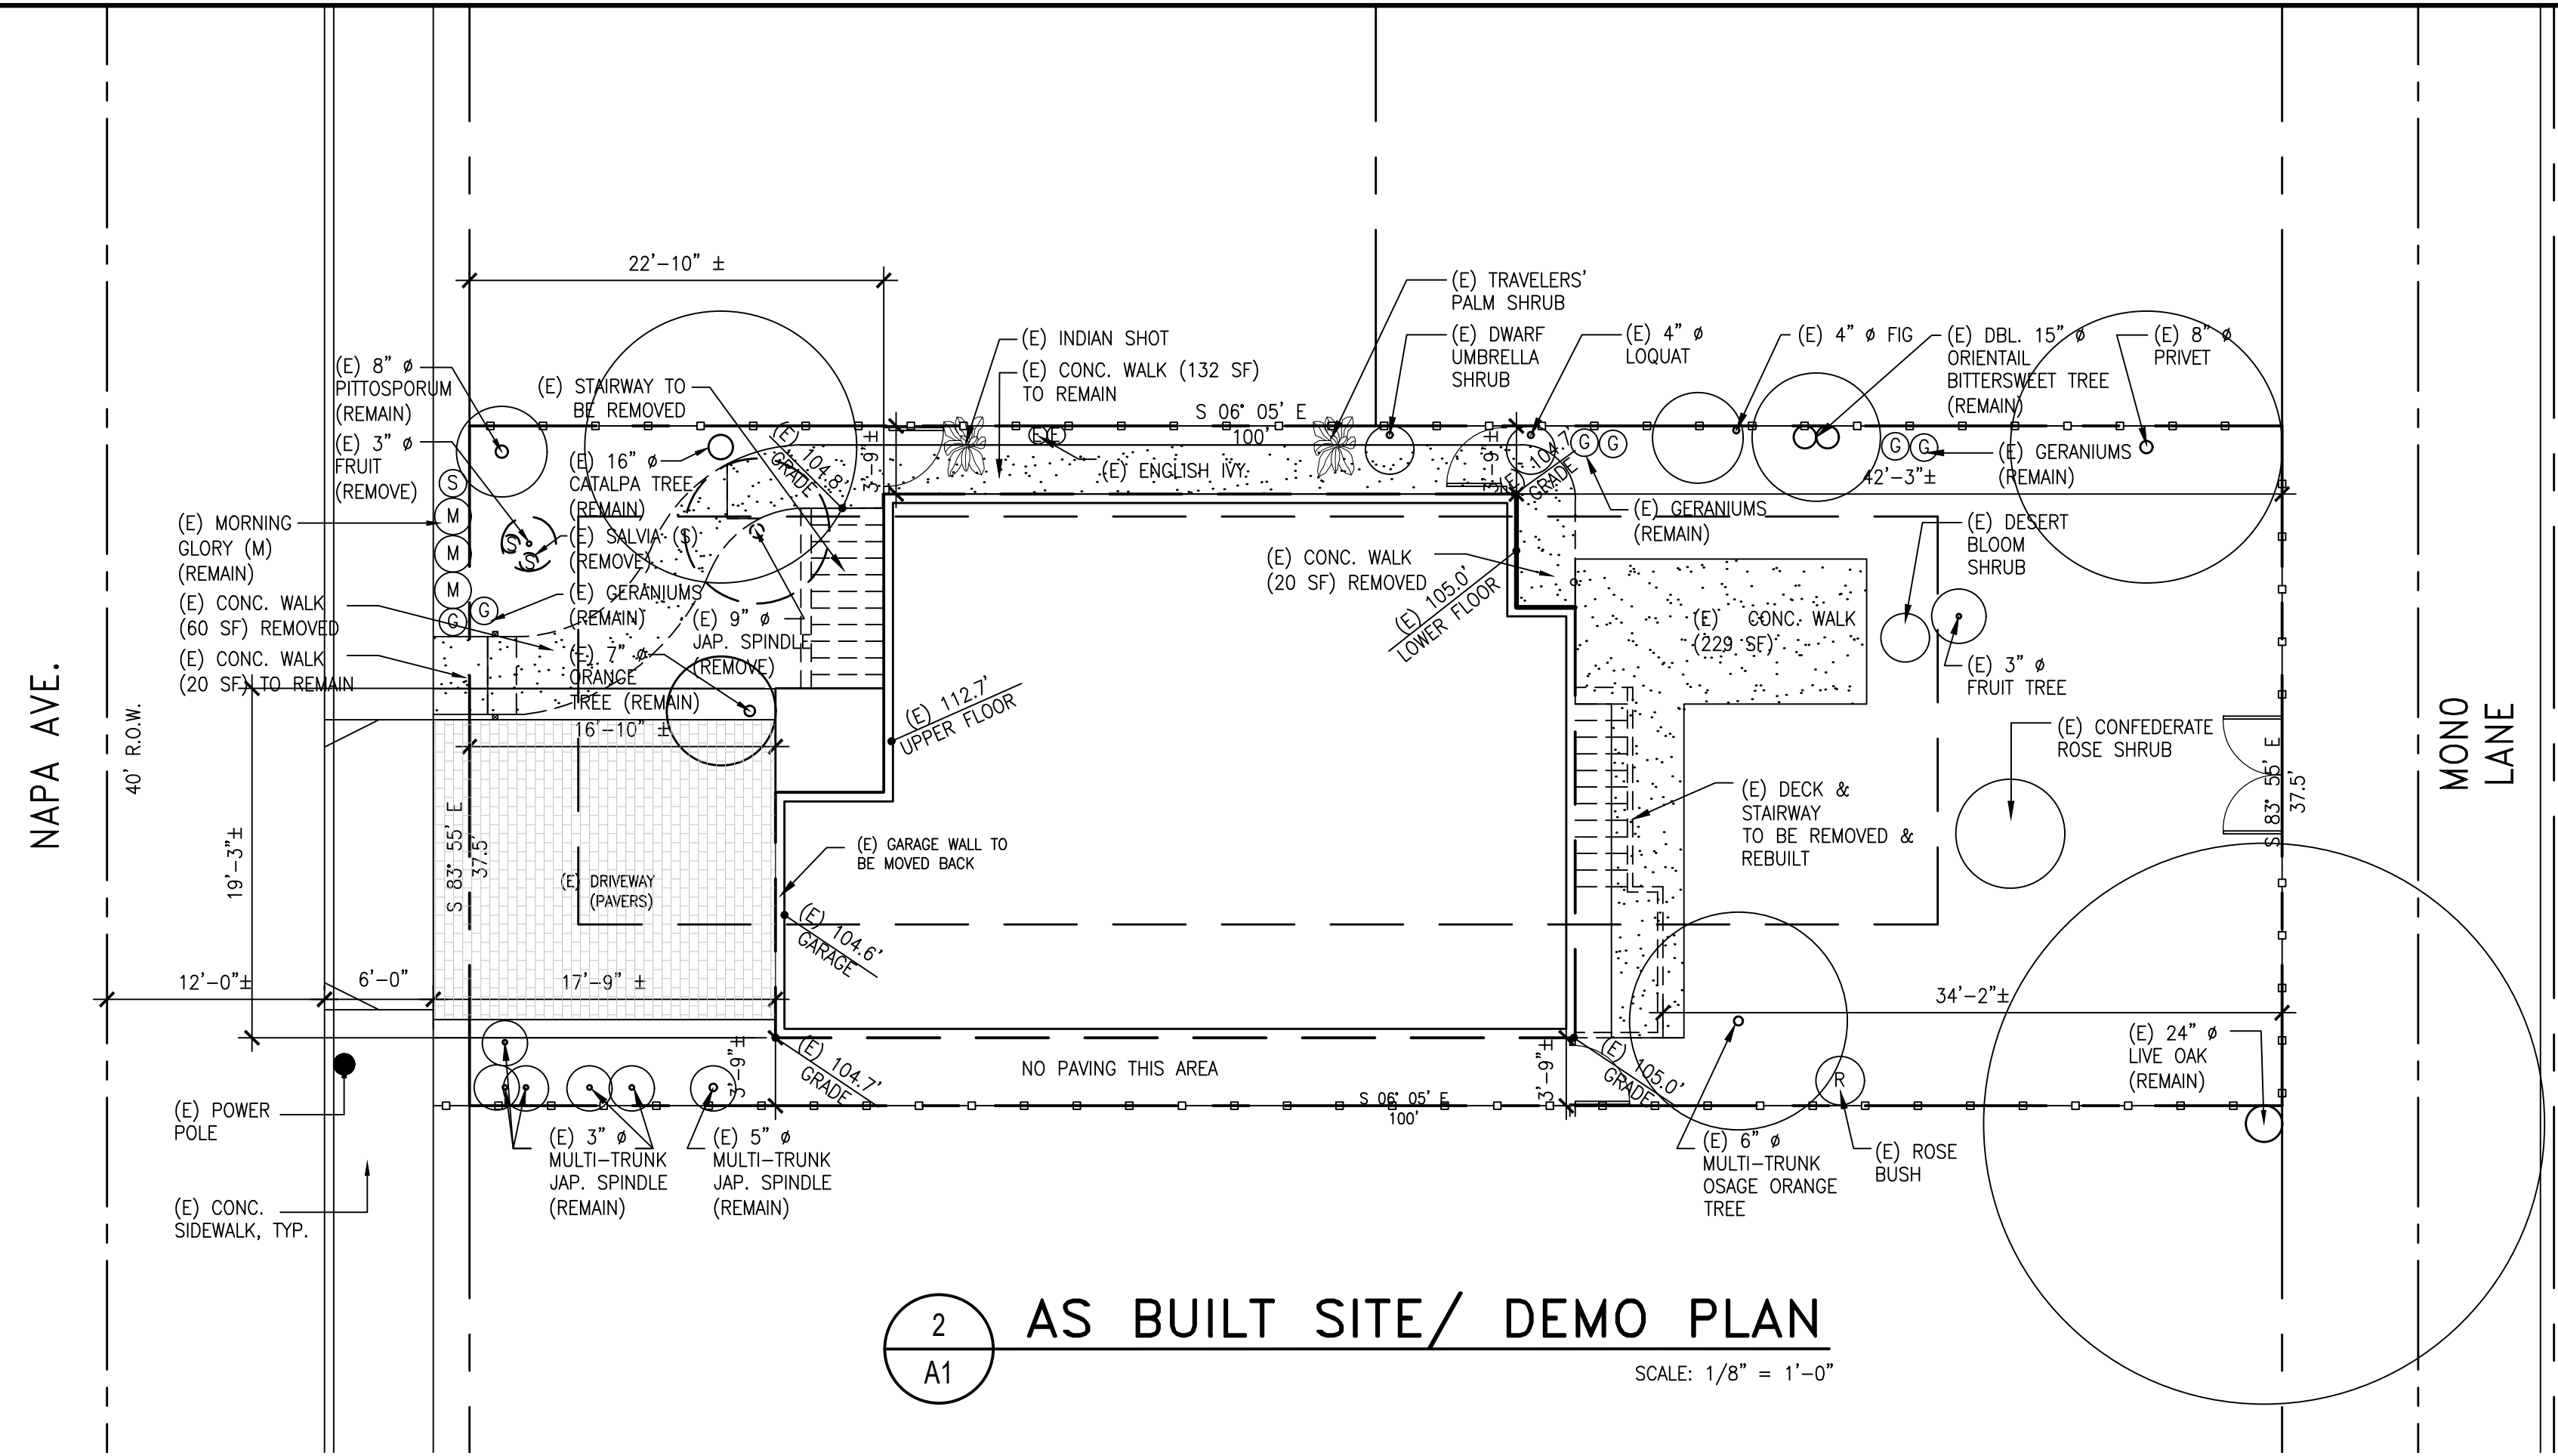 22'-10" ±
(E) TRAVELERS'
PALM SHRUB
(E) INDIAN SHOT
(E) CONC. WALK (132 SF)
TO REMAIN
(E) DWARF
UMBRELLA
SHRUB
(E) 4" ø
LOQUAT
(E) 4" ø FIG
(E) DBL. 15" ø
ORIENTAIL
BITTERSWEET TREE
(REMAIN)
(E) 8" ø
PRIVET
(E) 8" ø
PITTOSPORUM
(REMAIN)
(E) 3" ø
FRUIT
(REMOVE)
(E) STAIRWAY TO
BE REMOVED
S 06° 05' E
100'
(E) 16" ø
CATALPA TREE
(REMAIN)
(E) SALVIA (S)
(REMOVE)
(E) GERANIUMS
(REMAIN)
(E) 7" ø
ORANGE
TREE (REMAIN)
(E) 9" ø
JAP. SPINDLE
(REMOVE)
(E) 104.8'
GRADE
3'-9"±
EE
(E) ENGLISH IVY
3'-9"±
(E) 104.7'
GRADE
G G
(E) GERANIUMS
(REMAIN)
G G
(E) GERANIUMS
(REMAIN)
42'-3"±
S
M
M
M
G
G
S
S
(E) MORNING
GLORY (M)
(REMAIN)
(E) CONC. WALK
(60 SF) REMOVED
(E) CONC. WALK
(20 SF) TO REMAIN
(E) CONC. WALK
(20 SF) REMOVED
(E) 105.0'
LOWER FLOOR
(E) CONC. WALK
(229 SF)
(E) DESERT
BLOOM
SHRUB
(E) 3" ø
FRUIT TREE
(E) CONFEDERATE
ROSE SHRUB
NAPA AVE.
40' R.O.W.
MONO
LANE
16'-10" ±
(E) 112.7'
UPPER FLOOR
S 83° 55' E
37.5'
S 83° 55' E
37.5'
19'-3"±
(E) DRIVEWAY
(PAVERS)
(E) GARAGE WALL TO
BE MOVED BACK
(E) 104.6'
GARAGE
(E) DECK &
STAIRWAY
TO BE REMOVED &
REBUILT
12'-0"±
6'-0"
17'-9" ±
34'-2"±
3'-9"±
(E) 104.7'
GRADE
NO PAVING THIS AREA
S 06° 05' E
100'
3'-9"±
(E) 105.0'
GRADE
R
(E) 24" ø
LIVE OAK
(REMAIN)
(E) POWER
POLE
(E) CONC.
SIDEWALK, TYP.
(E) 3" ø
MULTI-TRUNK
JAP. SPINDLE
(REMAIN)
(E) 5" ø
MULTI-TRUNK
JAP. SPINDLE
(REMAIN)
(E) 6" ø
MULTI-TRUNK
OSAGE ORANGE
TREE
(E) ROSE
BUSH
2
A1
AS BUILT SITE/ DEMO PLAN
SCALE: 1/8" = 1'-0"